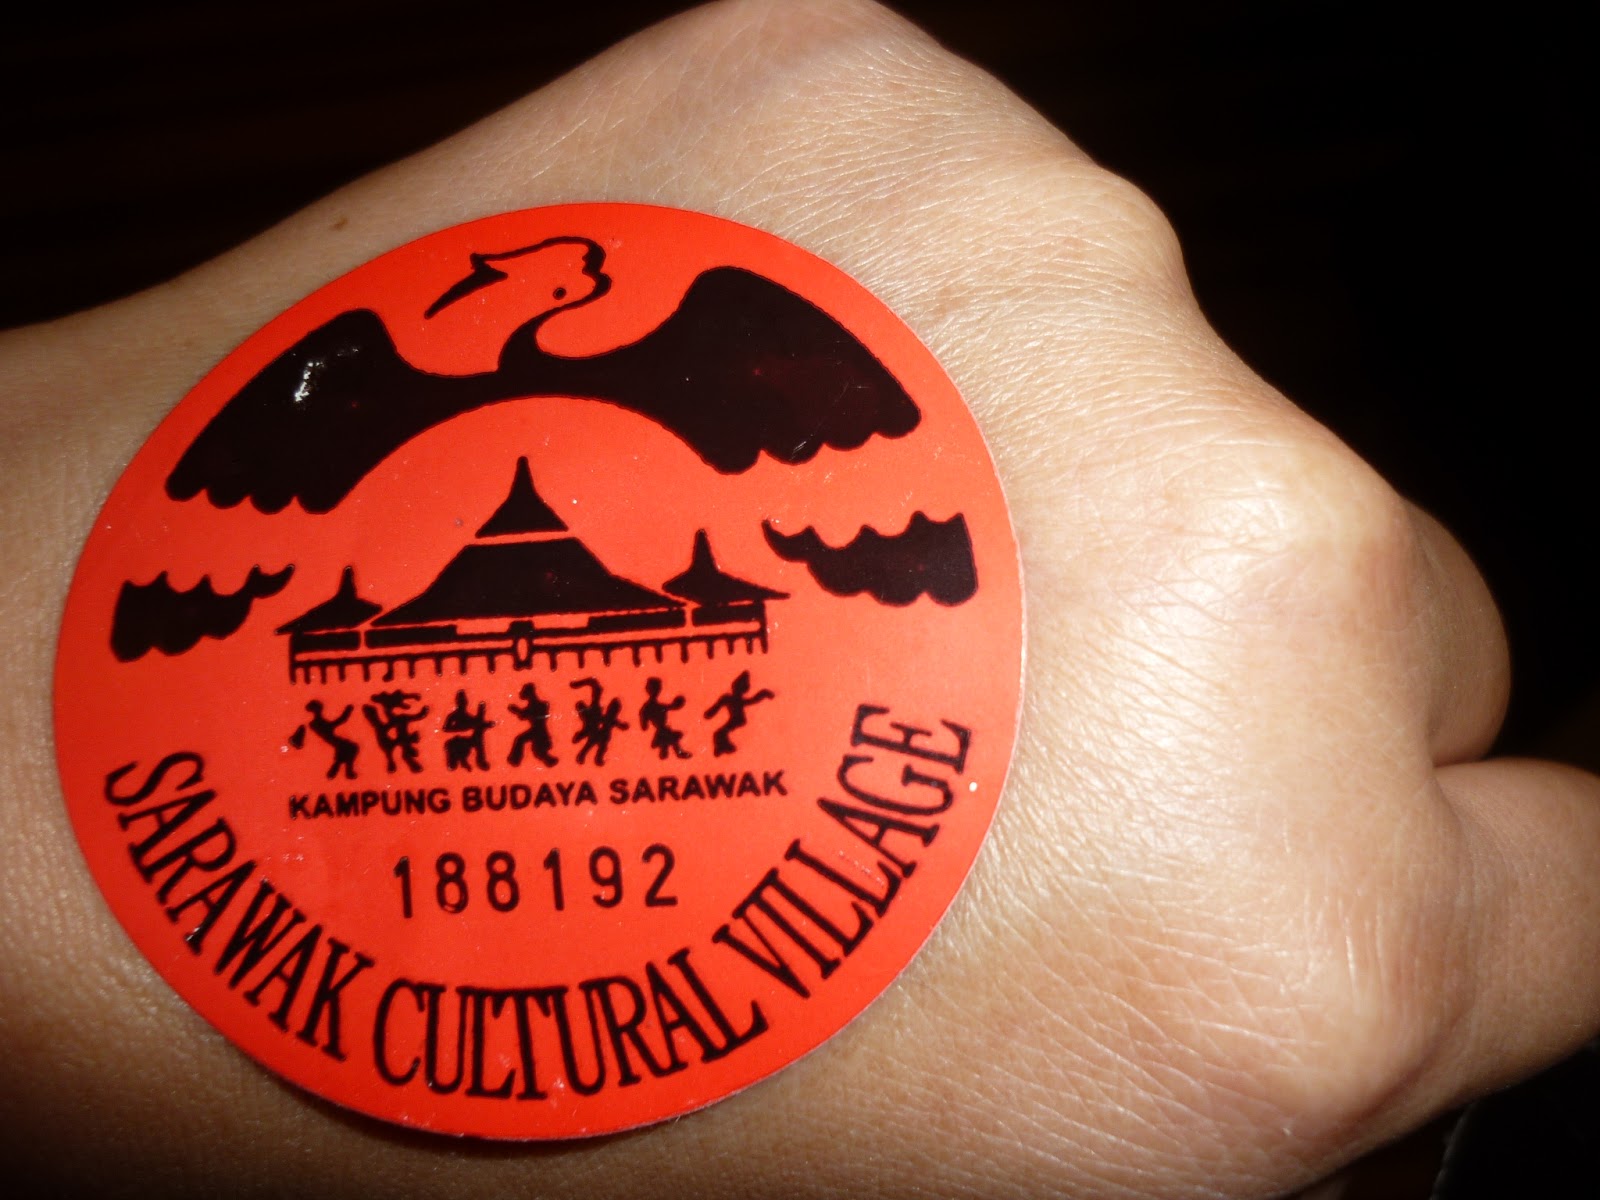 KAMPUNG BUDAYA SARAWAK
188192
SARAWAK CULTURAL VILLAGE